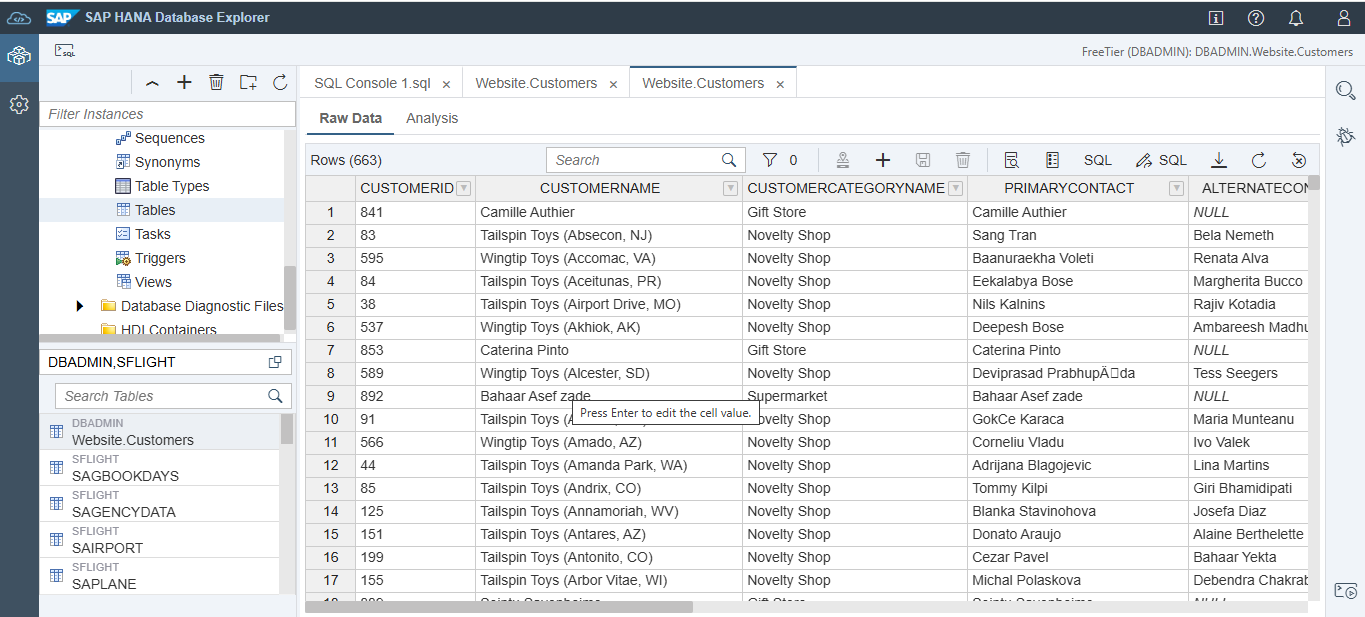 SAP SAP HANA Database Explorer
SQL
FreeTier (DBADMIN): DBADMIN.Website.Customers
SQL Console 1.sql × Website.Customers × Website.Customers ×
Filter Instances
Sequences
Synonyms
Table Types
Tables
Tasks
Triggers
Views
Database Diagnostic Files
HDI Containers
DBADMIN,SFLIGHT
Search Tables
DBADMIN
Website.Customers
SFLIGHT
SAGBOOKDAYS
SFLIGHT
SAGENCYDATA
SFLIGHT
SAIRPORT
SFLIGHT
SAPLANE
Raw Data Analysis
Rows (663) Search 0 SQL SQL
CUSTOMERID CUSTOMERNAME CUSTOMERCATEGORYNAME PRIMARYCONTACT ALTERNATECON
1 841 Camille Authier Gift Store Camille Authier NULL
2 83 Tailspin Toys (Absecon, NJ) Novelty Shop Sang Tran Bela Nemeth
3 595 Wingtip Toys (Accomac, VA) Novelty Shop Baanuraekha Voleti Renata Alva
4 84 Tailspin Toys (Aceitunas, PR) Novelty Shop Eekalabya Bose Margherita Bucco
5 38 Tailspin Toys (Airport Drive, MO) Novelty Shop Nils Kalnins Rajiv Kotadia
6 537 Wingtip Toys (Akhiok, AK) Novelty Shop Deepesh Bose Ambareesh Madhu
7 853 Caterina Pinto Gift Store Caterina Pinto NULL
8 589 Wingtip Toys (Alcester, SD) Novelty Shop Deviprasad PrabhupÄ□da Tess Seegers
9 892 Bahaar Asef zade Supermarket Bahaar Asef zade NULL
Press Enter to edit the cell value.
10 91 Tailspin Toys Novelty Shop GokCe Karaca Maria Munteanu
11 566 Wingtip Toys (Amado, AZ) Novelty Shop Corneliu Vladu Ivo Valek
12 44 Tailspin Toys (Amanda Park, WA) Novelty Shop Adrijana Blagojevic Lina Martins
13 85 Tailspin Toys (Andrix, CO) Novelty Shop Tommy Kilpi Giri Bhamidipati
14 125 Tailspin Toys (Annamoriah, WV) Novelty Shop Blanka Stavinohova Josefa Diaz
15 151 Tailspin Toys (Antares, AZ) Novelty Shop Donato Araujo Alaine Berthelette
16 199 Tailspin Toys (Antonito, CO) Novelty Shop Cezar Pavel Bahaar Yekta
17 155 Tailspin Toys (Arbor Vitae, WI) Novelty Shop Michal Polaskova Debendra Chakrab